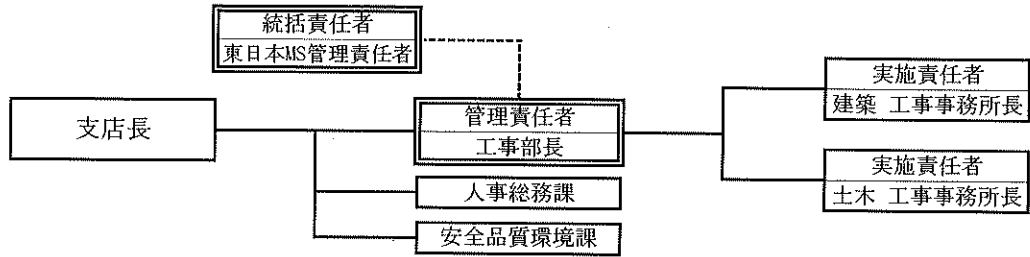 統括責任者
東日本MS管理責任者
支店長
管理責任者
工事部長
人事総務課
安全品質環境課
実施責任者
建築 工事事務所長
実施責任者
土木 工事事務所長